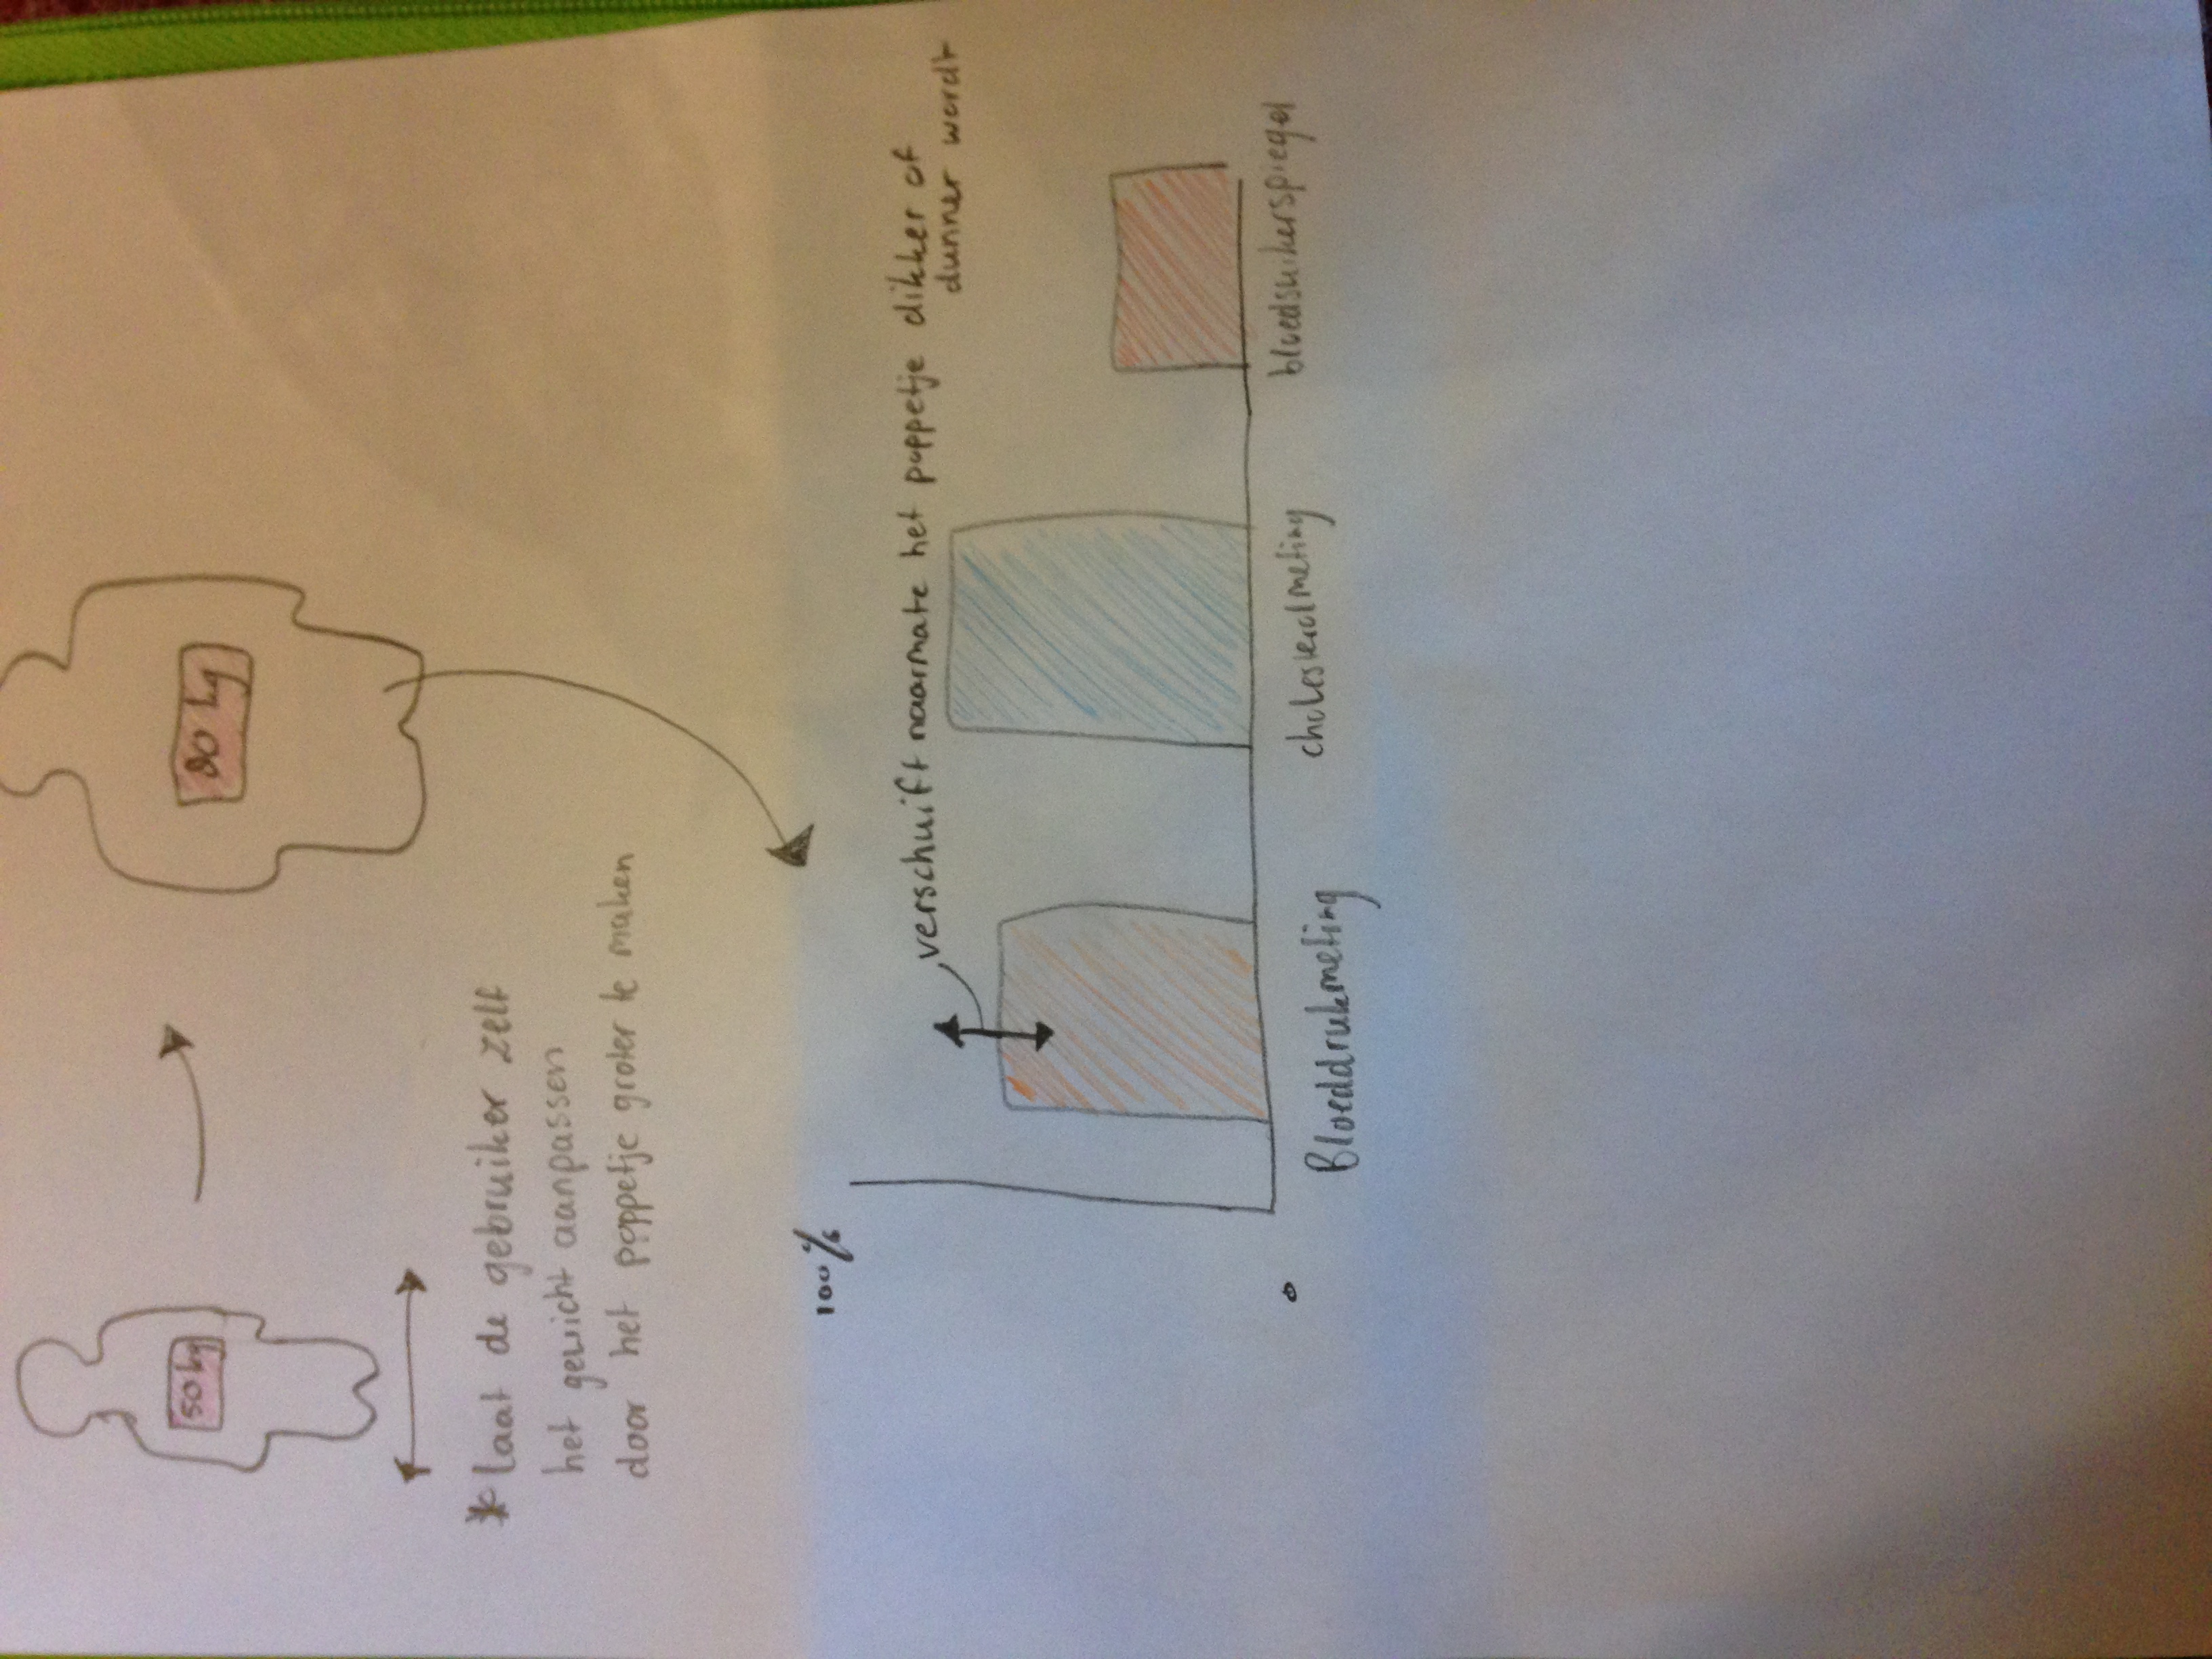 50 kg
80 kg
* laat de gebruiker zelf
het gewicht aanpassen
door het poppetje groter te maken
100%
verschuift naarmate het poppetje dikker of
dunner wordt
0
Bloeddrukmeting
cholesterolmeting
bloedsuikerspiegel